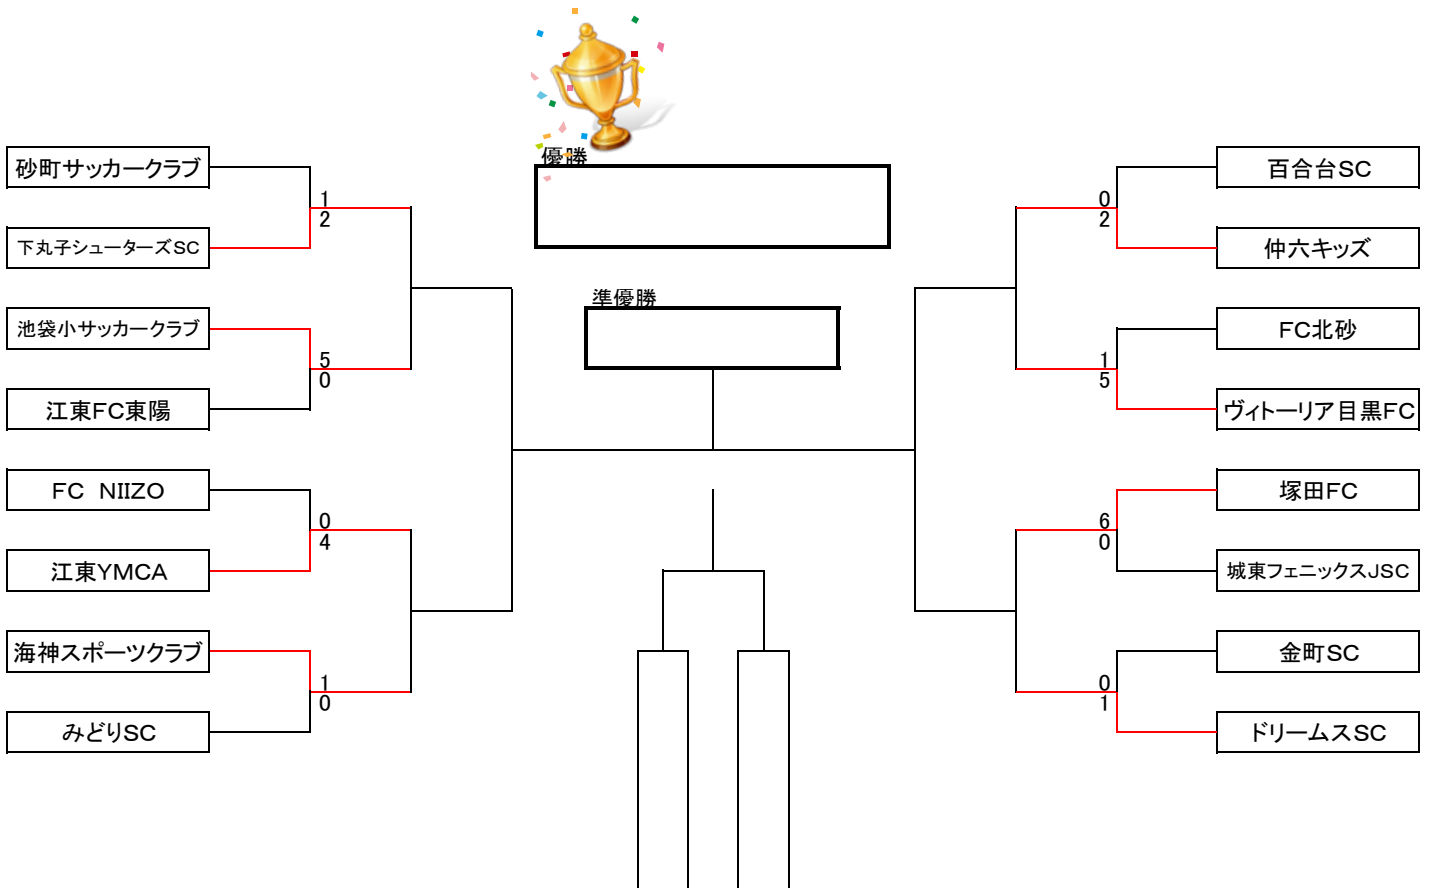 優勝
準優勝
砂町サッカークラブ
1
2
下丸子シューターズSC
池袋小サッカークラブ
5
0
江東FC東陽
FC NIIZO
0
4
江東YMCA
海神スポーツクラブ
1
0
みどりSC
百合台SC
0
2
仲六キッズ
FC北砂
1
5
ヴィトーリア目黒FC
塚田FC
6
0
城東フェニックスJSC
金町SC
0
1
ドリームスSC